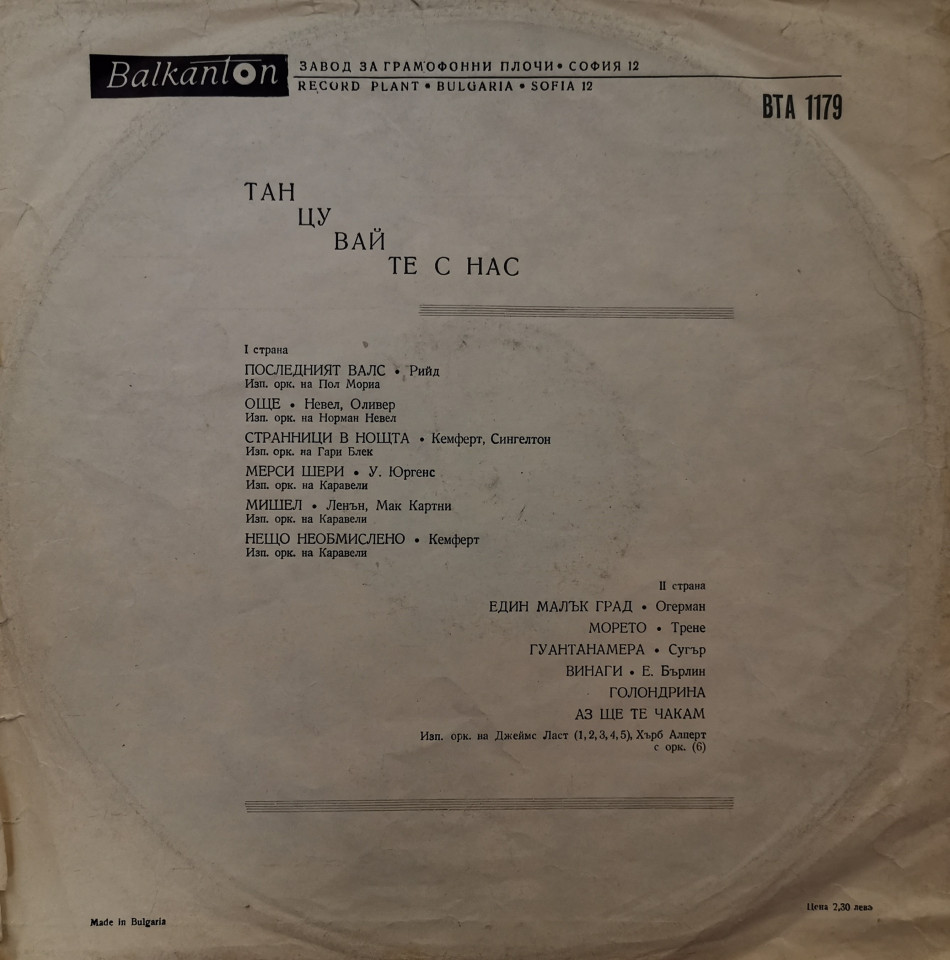 Balkanton
ЗАВОД ЗА ГРАМОФОННИ ПЛОЧИ • СОФИЯ 12
RECORD PLANT • BULGARIA • SOFIA 12
ВТА 1179
ТАН
ЦУ
ВАЙ
ТЕ С НАС
I страна
ПОСЛЕДНИЯТ ВАЛС • Рийд
Изп. орк. на Пол Мориа
ОЩЕ • Невел, Оливер
Изп. орк. на Норман Невел
СТРАННИЦИ В НОЩТА • Кемферт, Сингелтон
Изп. орк. на Гари Блек
МЕРСИ ШЕРИ • У. Юргенс
Изп. орк. на Каравели
МИШЕЛ • Ленън, Мак Картни
Изп. орк. на Каравели
НЕЩО НЕОБМИСЛЕНО • Кемферт
Изп. орк. на Каравели
II страна
ЕДИН МАЛЪК ГРАД • Огерман
МОРЕТО • Трене
ГУАНТАНАМЕРА • Сугър
ВИНАГИ • Е. Бърлин
ГОЛОНДРИНА
АЗ ЩЕ ТЕ ЧАКАМ
Изп. орк. на Джеймс Ласт (1, 2, 3, 4, 5), Хърб Алперт
с орк. (6)
Цена 2,30 лева
Made in Bulgaria